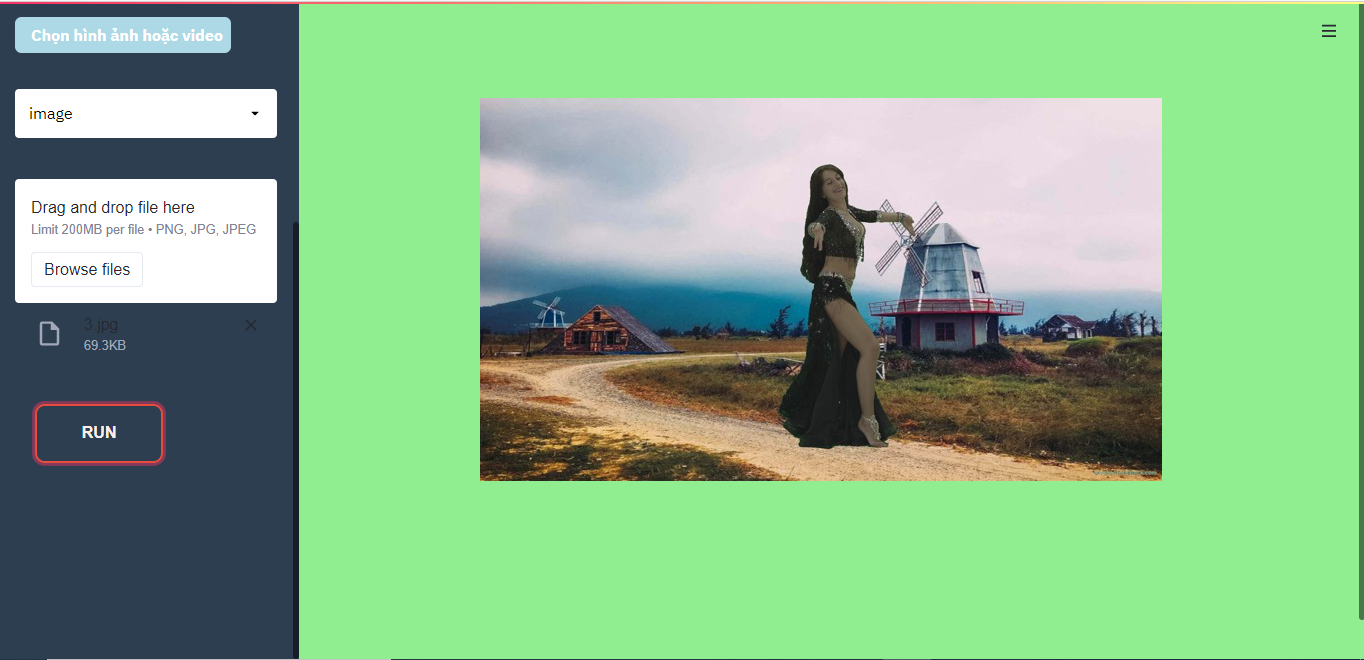 Chọn hình ảnh hoặc video
image
Drag and drop file here
Limit 200MB per file • PNG, JPG, JPEG
Browse files
3.jpg
69.3KB
RUN